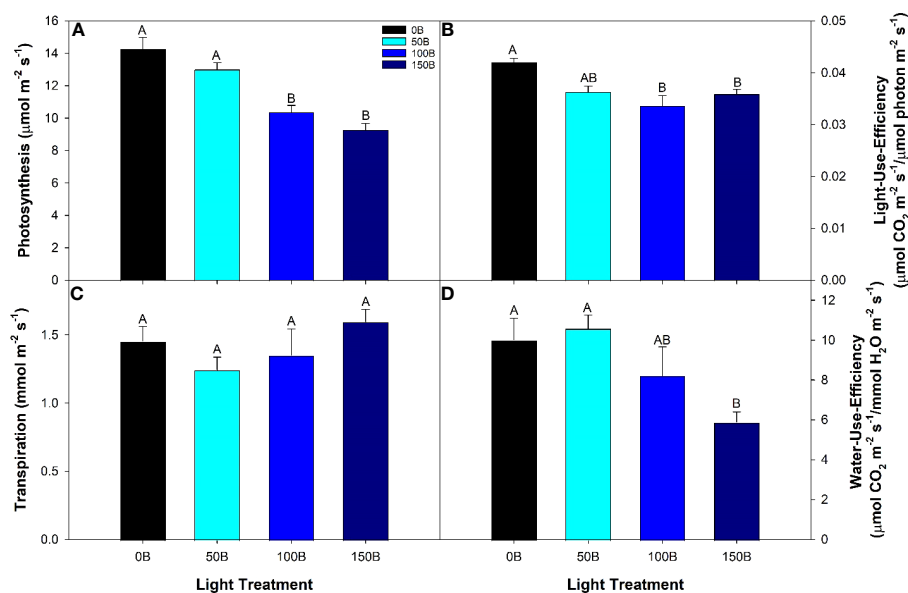 A
Photosynthesis (μmol m⁻² s⁻¹)
16
14
12
10
8
6
4
2
0
A
A
B
B
0B
50B
100B
150B
B
A
AB
B
B
0.05
0.04
0.03
0.02
0.01
0.00
Light-Use-Efficiency
(μmol CO₂ m⁻² s⁻¹/μmol photon m⁻² s⁻¹)
C
Transpiration (mmol m⁻² s⁻¹)
1.5
1.0
0.5
0.0
A
A
A
A
0B
50B
100B
150B
Light Treatment
D
A
A
AB
B
12
10
8
6
4
2
0
Water-Use-Efficiency
(μmol CO₂ m⁻² s⁻¹/mmol H₂O m⁻² s⁻¹)
0B
50B
100B
150B
Light Treatment